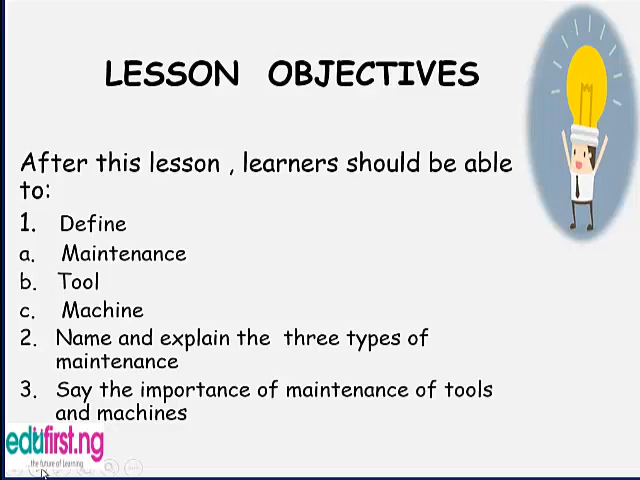 LESSON OBJECTIVES
After this lesson , learners should be able
to:
1. Define
a. Maintenance
b. Tool
c. Machine
2. Name and explain the three types of
maintenance
3. Say the importance of maintenance of tools
and machines
edufirst.ng
...the future of Learning